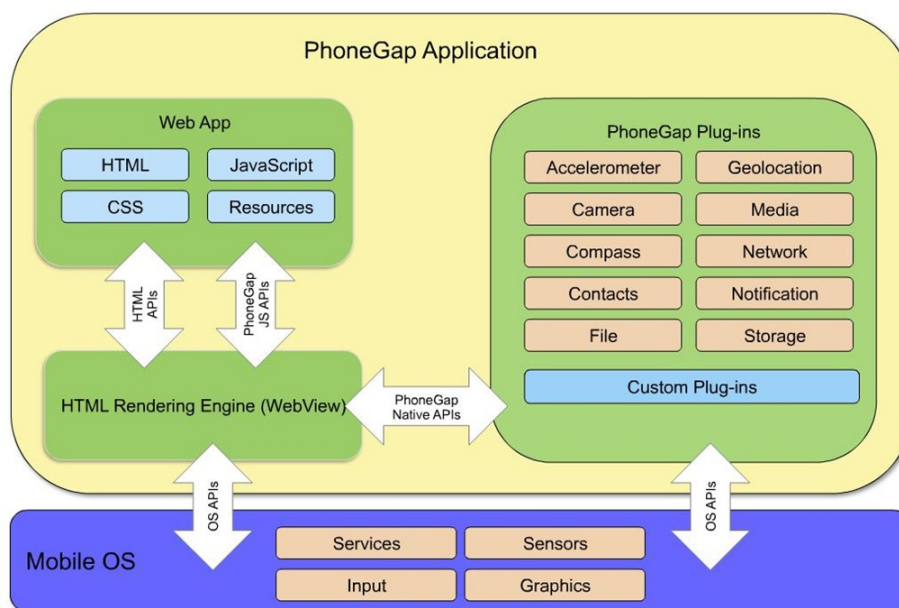 PhoneGap Application
Web App
HTML
JavaScript
CSS
Resources
HTML
APIs
PhoneGap
JS APIs
HTML Rendering Engine (WebView)
PhoneGap
Native APIs
PhoneGap Plug-ins
Accelerometer
Geolocation
Camera
Media
Compass
Network
Contacts
Notification
File
Storage
Custom Plug-ins
OS APIs
OS APIs
Mobile OS
Services
Sensors
Input
Graphics